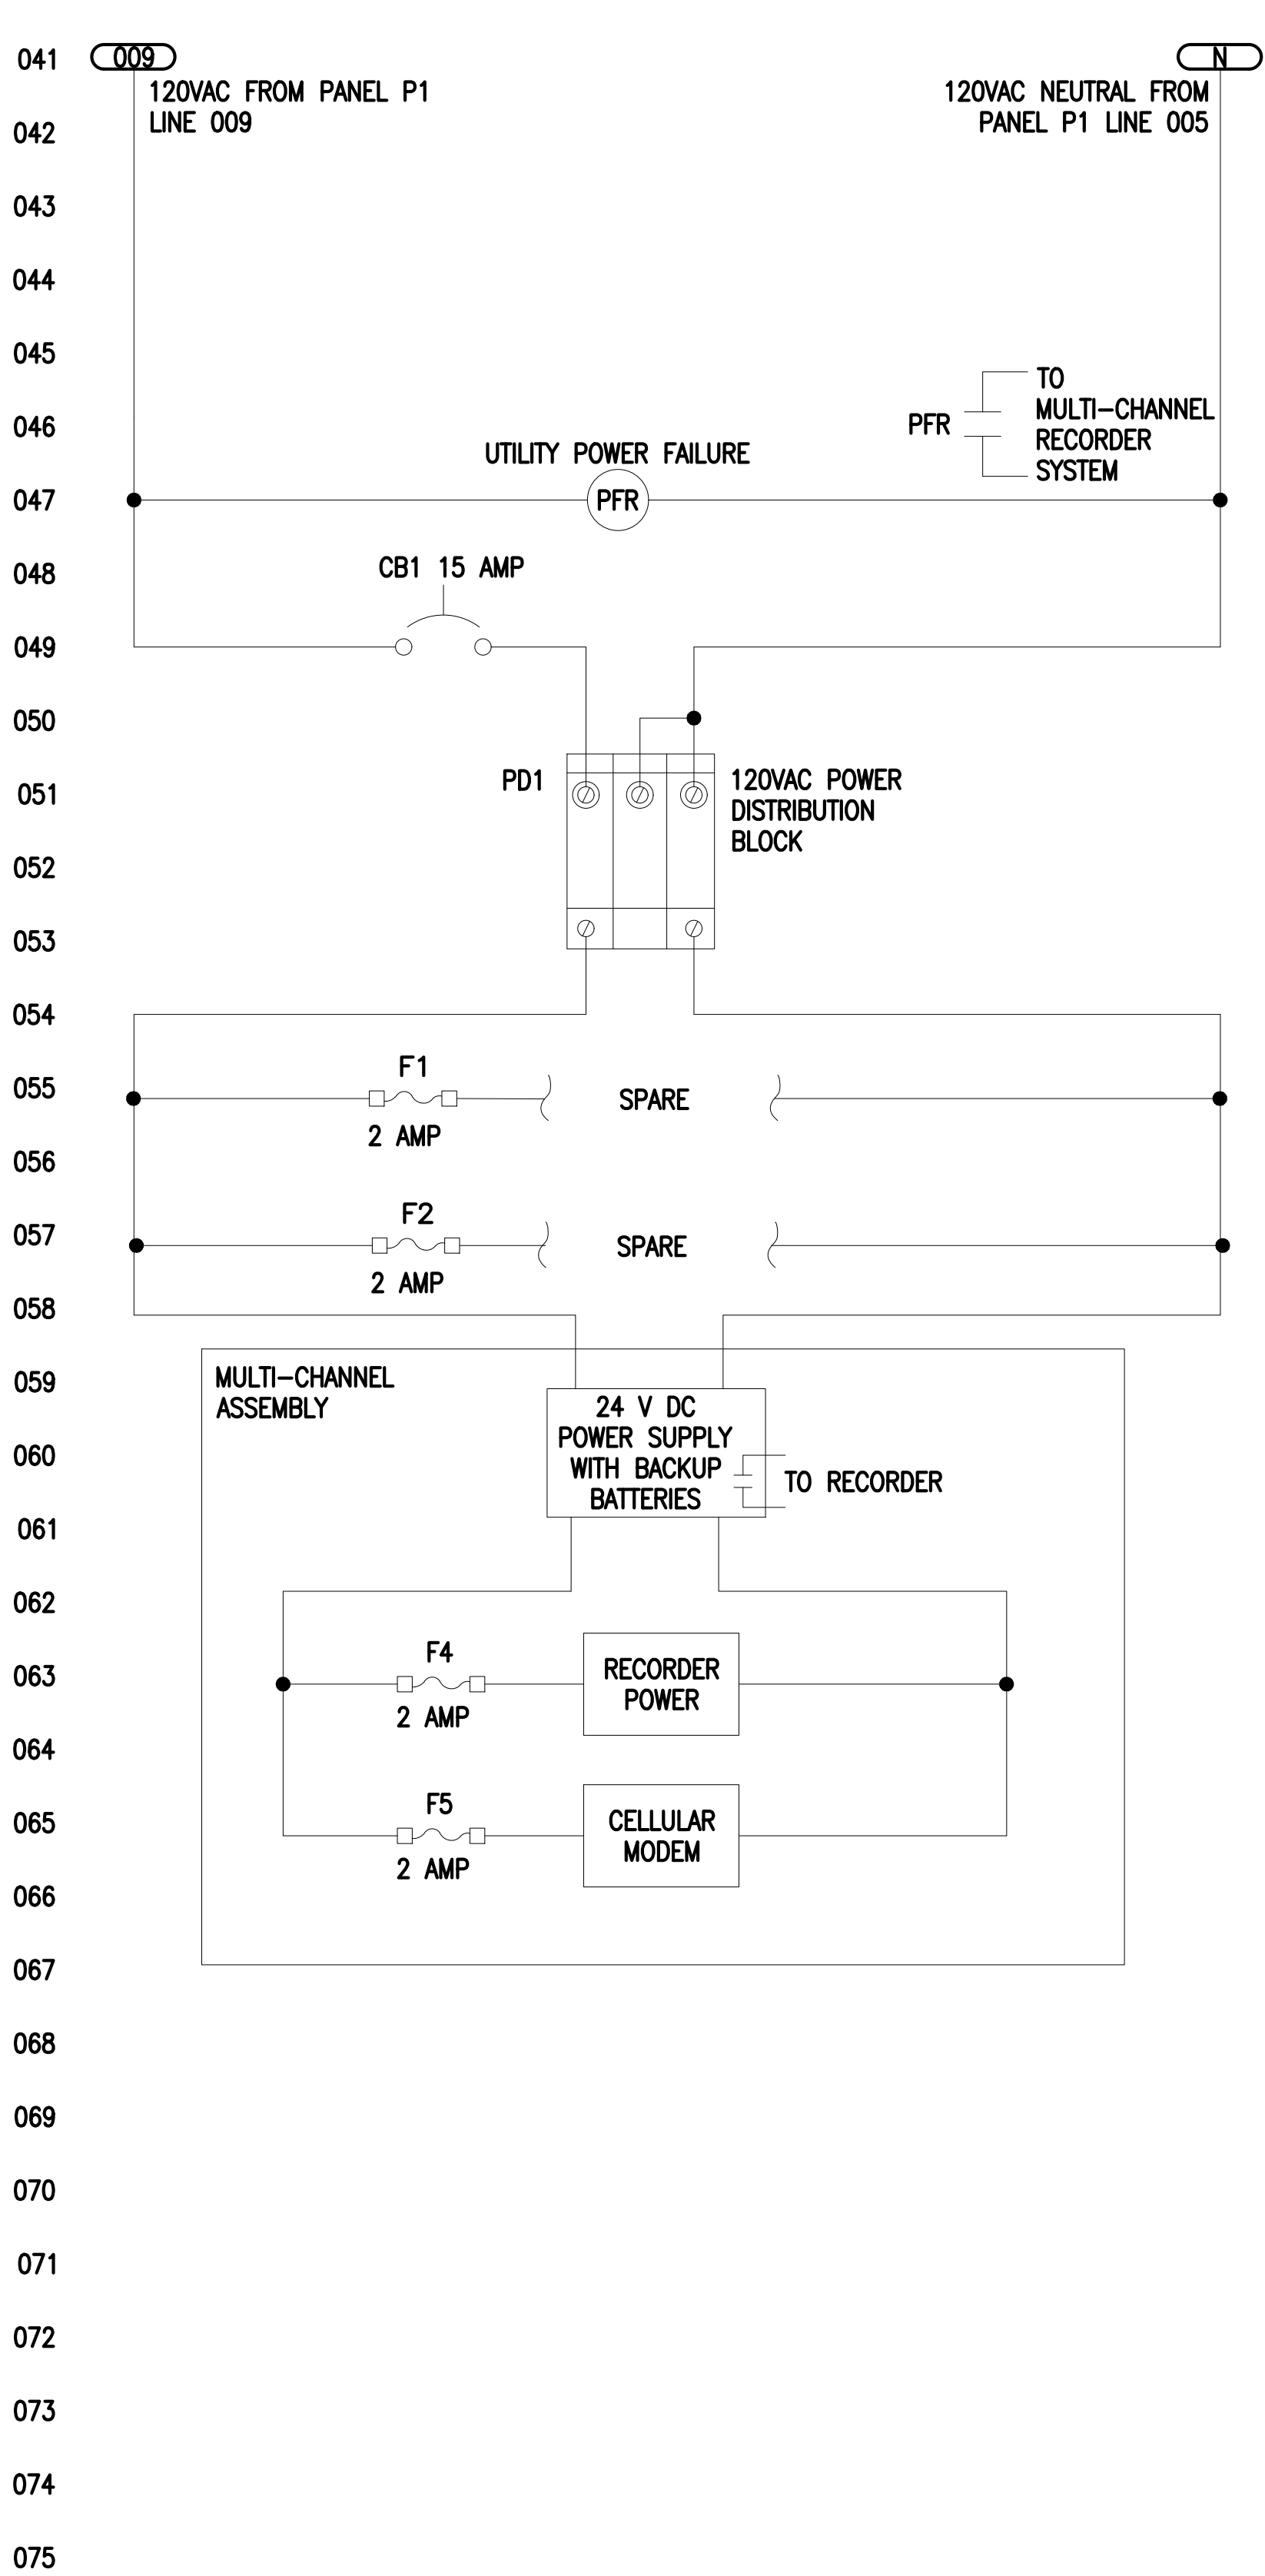 041 009 N
120VAC FROM PANEL P1
LINE 009
120VAC NEUTRAL FROM
PANEL P1 LINE 005
042
043
044
045
TO
MULTI-CHANNEL
RECORDER
SYSTEM
PFR
046
UTILITY POWER FAILURE
047
PFR
CB1 15 AMP
048
049
050
PD1
120VAC POWER
DISTRIBUTION
BLOCK
051
052
053
054
F1
055
SPARE
2 AMP
056
F2
057
SPARE
2 AMP
058
MULTI-CHANNEL
ASSEMBLY
059
24 V DC
POWER SUPPLY
WITH BACKUP
BATTERIES
060
TO RECORDER
061
062
F4
063
RECORDER
POWER
2 AMP
064
F5
065
CELLULAR
MODEM
2 AMP
066
067
068
069
070
071
072
073
074
075